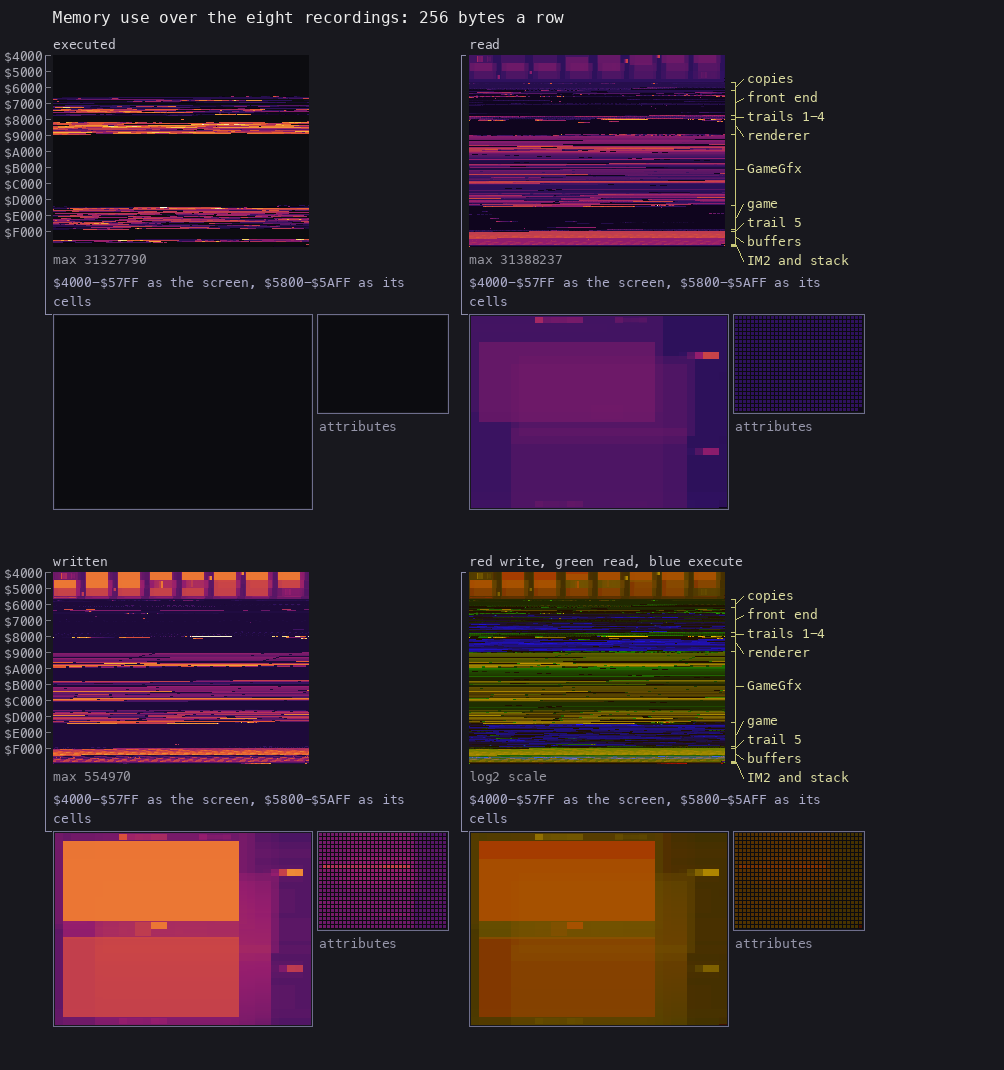 Memory use over the eight recordings: 256 bytes a row
executed
$4000
$5000
$6000
$7000
$8000
$9000
$A000
$B000
$C000
$D000
$E000
$F000
max 31327790
$4000–$57FF as the screen, $5800–$5AFF as its
cells
attributes
read
copies
front end
trails 1–4
renderer
GameGfx
game
trail 5
buffers
IM2 and stack
max 31388237
$4000–$57FF as the screen, $5800–$5AFF as its
cells
attributes
written
$4000
$5000
$6000
$7000
$8000
$9000
$A000
$B000
$C000
$D000
$E000
$F000
max 554970
$4000–$57FF as the screen, $5800–$5AFF as its
cells
attributes
red write, green read, blue execute
copies
front end
trails 1–4
renderer
GameGfx
game
trail 5
buffers
IM2 and stack
log2 scale
$4000–$57FF as the screen, $5800–$5AFF as its
cells
attributes